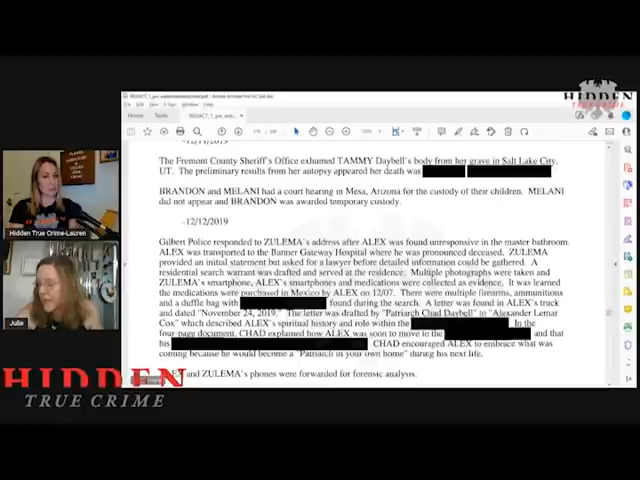 HIDDEN
TRUE CRIME
Home
Tools
-12/11/2019
The Fremont County Sheriff's Office exhumed TAMMY Daybell's body from her grave in Salt Lake City,
UT. The preliminary results from her autopsy appeared her death was
BRANDON and MELANI had a court hearing in Mesa, Arizona for the custody of their children. MELANI
did not appear and BRANDON was awarded temporary custody.
-12/12/2019
Gilbert Police responded to ZULEMA's address after ALEX was found unresponsive in the master bathroom.
ALEX was transported to the Banner Gateway Hospital where he was pronounced deceased. ZULEMA
provided an initial statement but asked for a lawyer before detailed information could be gathered. A
residential search warrant was drafted and served at the residence. Multiple photographs were taken and
ZULEMA's smartphone, ALEX's smartphones and medications were collected as evidence. It was learned
the medications were purchased in Mexico by ALEX on 12/07. There were multiple firearms, ammunitions
and a duffle bag with found during the search. A letter was found in ALEX's truck
and dated "November 24, 2019." The letter was drafted by "Patriarch Chad Daybell" to "Alexander Lemar
Cox" which described ALEX's spiritual history and role within the In the
four-page document, CHAD explained how ALEX was soon to move to the and that
his CHAD encouraged ALEX to embrace what was
coming because he would become a "Patriarch in your own home" during his next life.
and ZULEMA's phones were forwarded for forensic analysis.
Hidden True Crime-Lauren
Julie
HIDDEN
TRUE CRIME